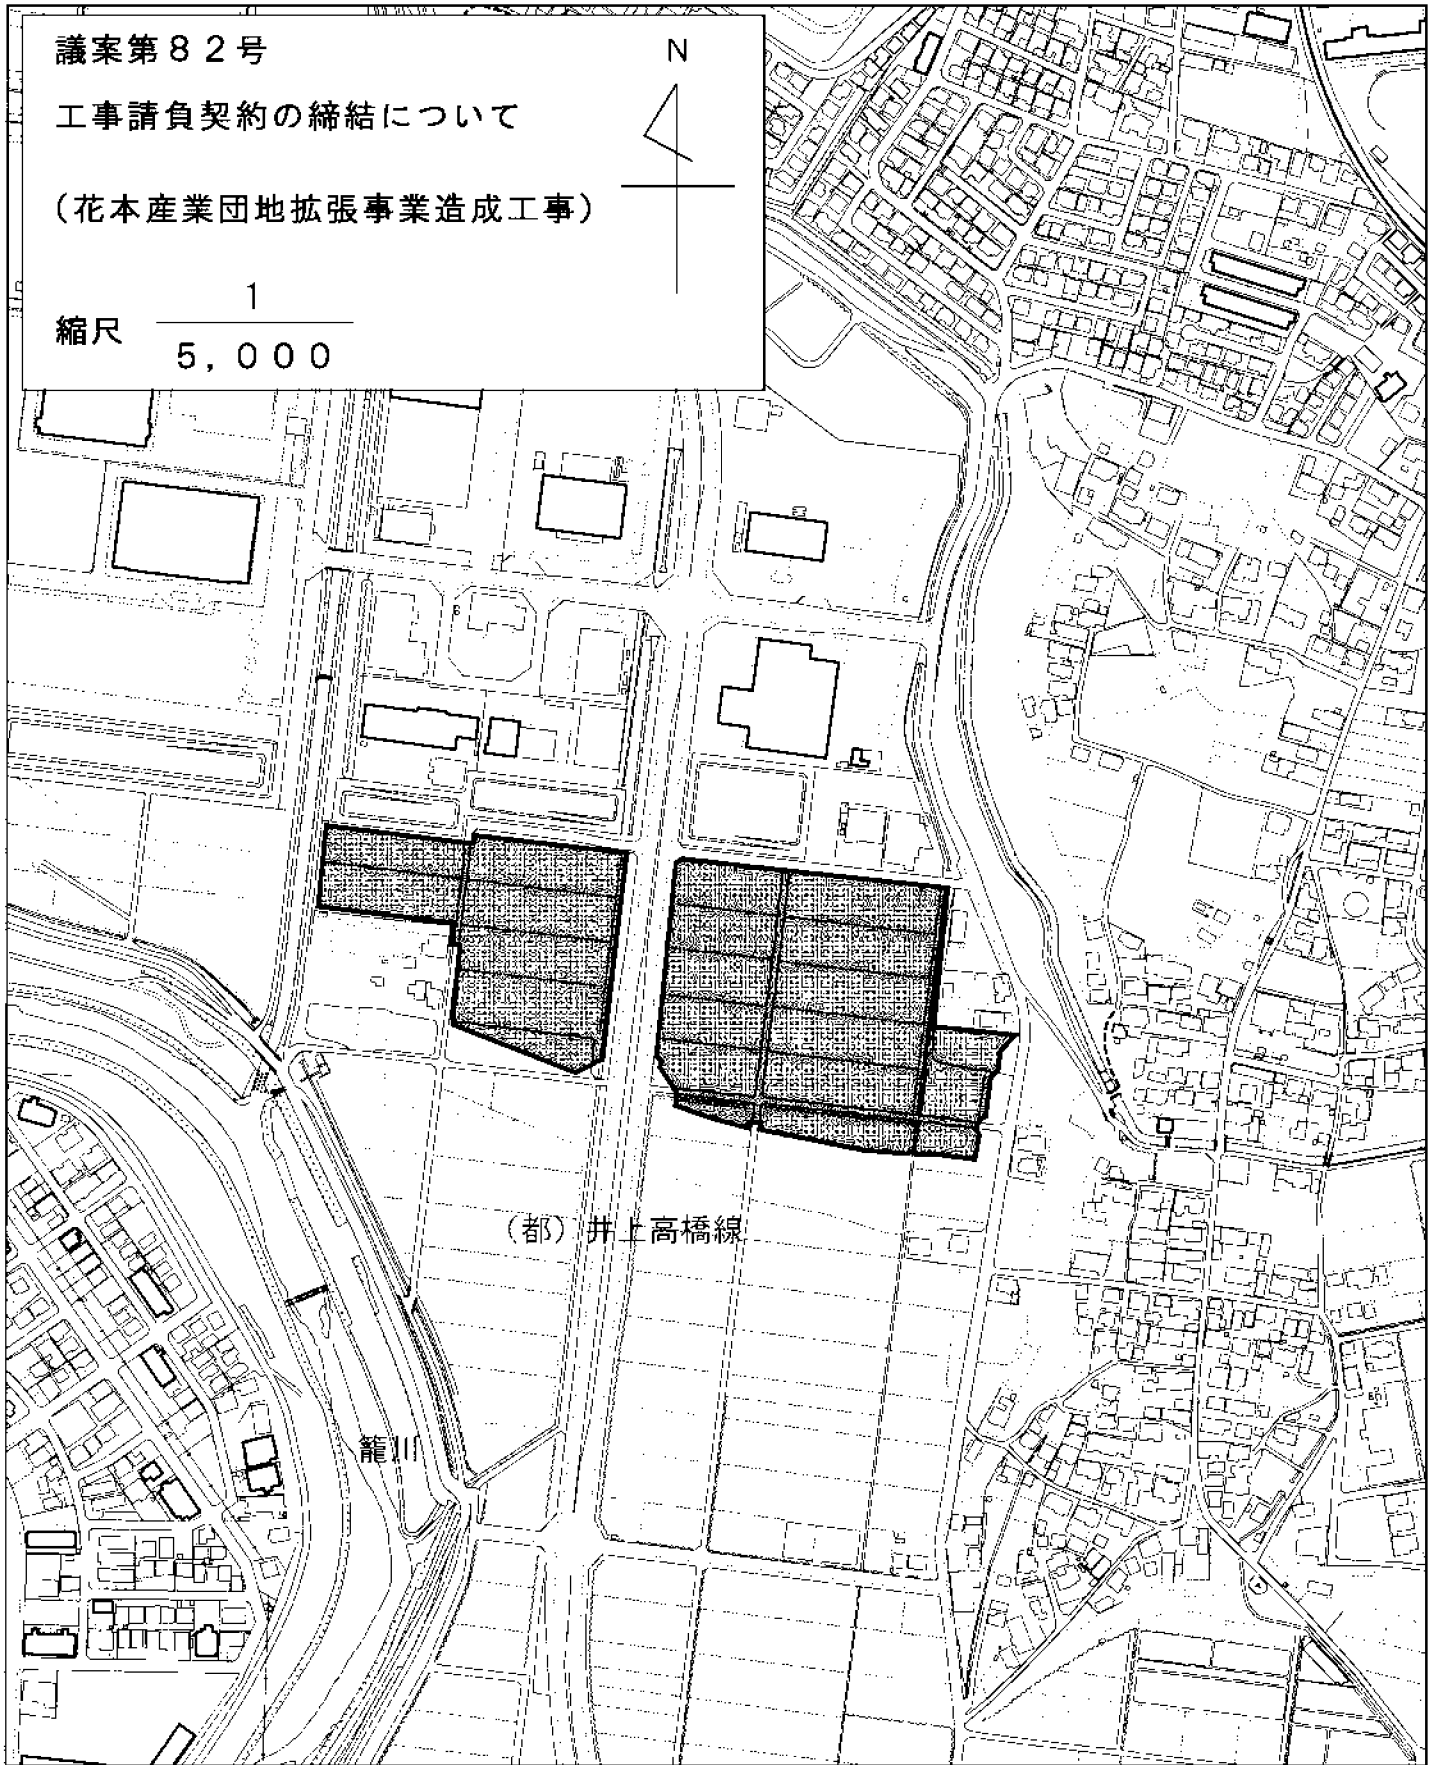 議案第82号
N
工事請負契約の締結について
(花本産業団地拡張事業造成工事)
縮尺 1
5,000
(都)井上高橋線
籠川